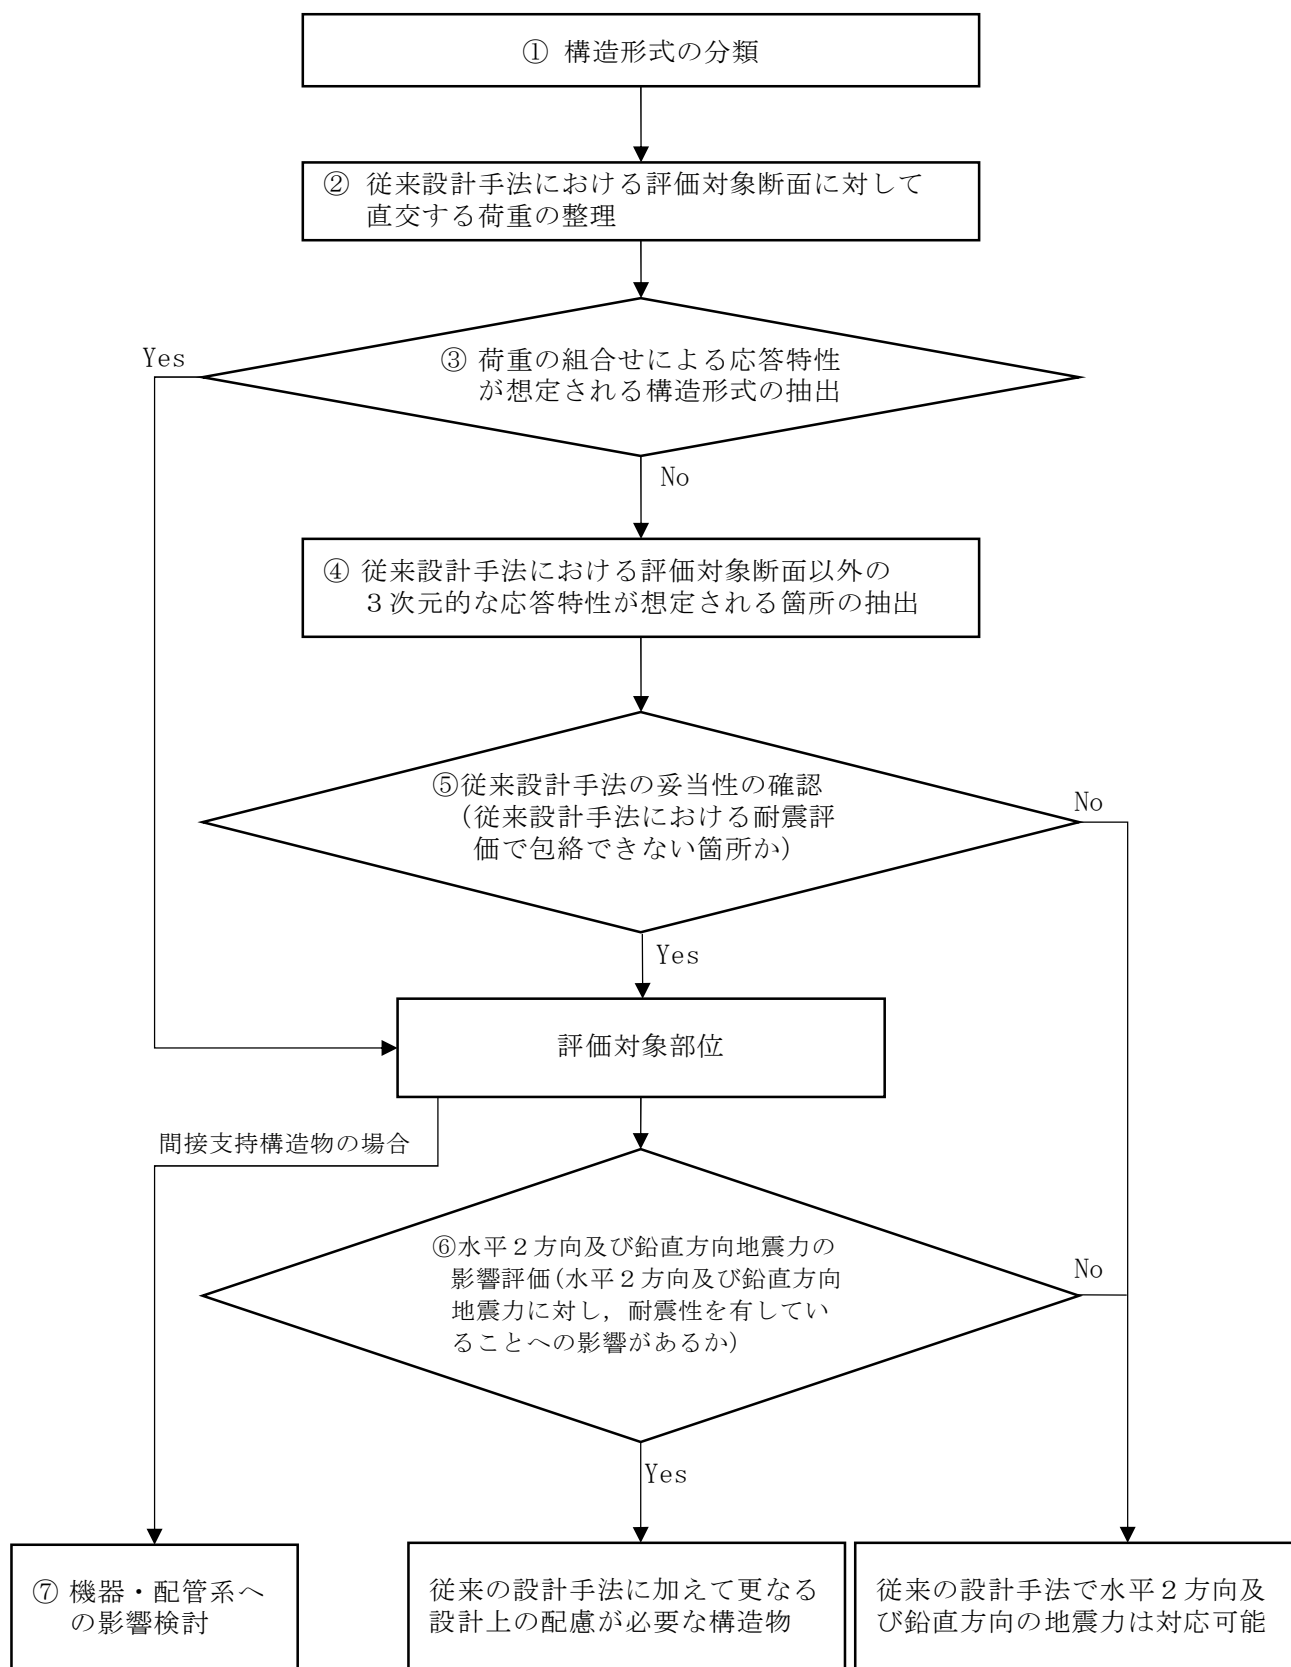 ① 構造形式の分類
② 従来設計手法における評価対象断面に対して
直交する荷重の整理
Yes
③ 荷重の組合せによる応答特性
が想定される構造形式の抽出
No
④ 従来設計手法における評価対象断面以外の
３次元的な応答特性が想定される箇所の抽出
⑤従来設計手法の妥当性の確認
(従来設計手法における耐震評
価で包絡できない箇所か)
No
Yes
評価対象部位
間接支持構造物の場合
⑥水平２方向及び鉛直方向地震力の
影響評価(水平２方向及び鉛直方向
地震力に対し，耐震性を有してい
ることへの影響があるか)
No
Yes
⑦ 機器・配管系へ
の影響検討
従来の設計手法に加えて更なる
設計上の配慮が必要な構造物
従来の設計手法で水平２方向及
び鉛直方向の地震力は対応可能